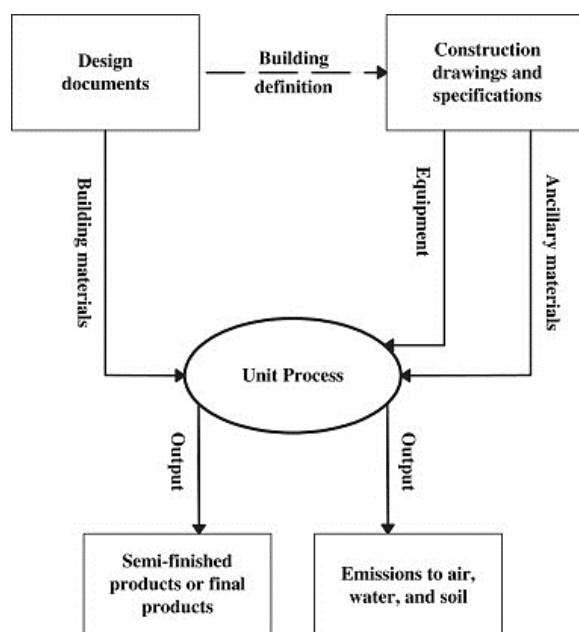 Design
documents
Building
definition
Construction
drawings and
specifications
Building materials
Equipment
Ancillary materials
Unit Process
Output
Output
Semi-finished
products or final
products
Emissions to air,
water, and soil